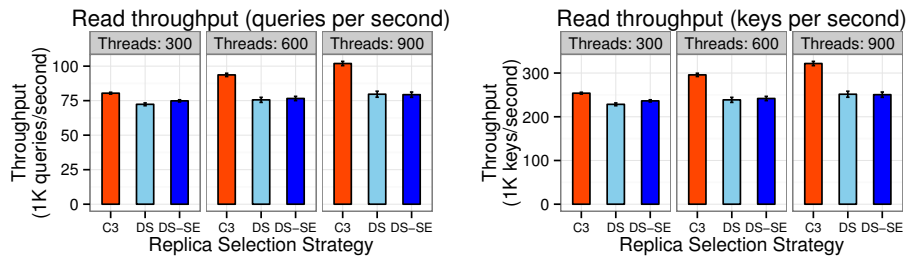 Read throughput (queries per second)
Threads: 300 Threads: 600 Threads: 900
Throughput
(1K queries/second)
100
75
50
25
0
C3 DS DS−SE C3 DS DS−SE C3 DS DS−SE
Replica Selection Strategy
Read throughput (keys per second)
Threads: 300 Threads: 600 Threads: 900
Throughput
(1K keys/second)
300
200
100
0
C3 DS DS−SE C3 DS DS−SE C3 DS DS−SE
Replica Selection Strategy